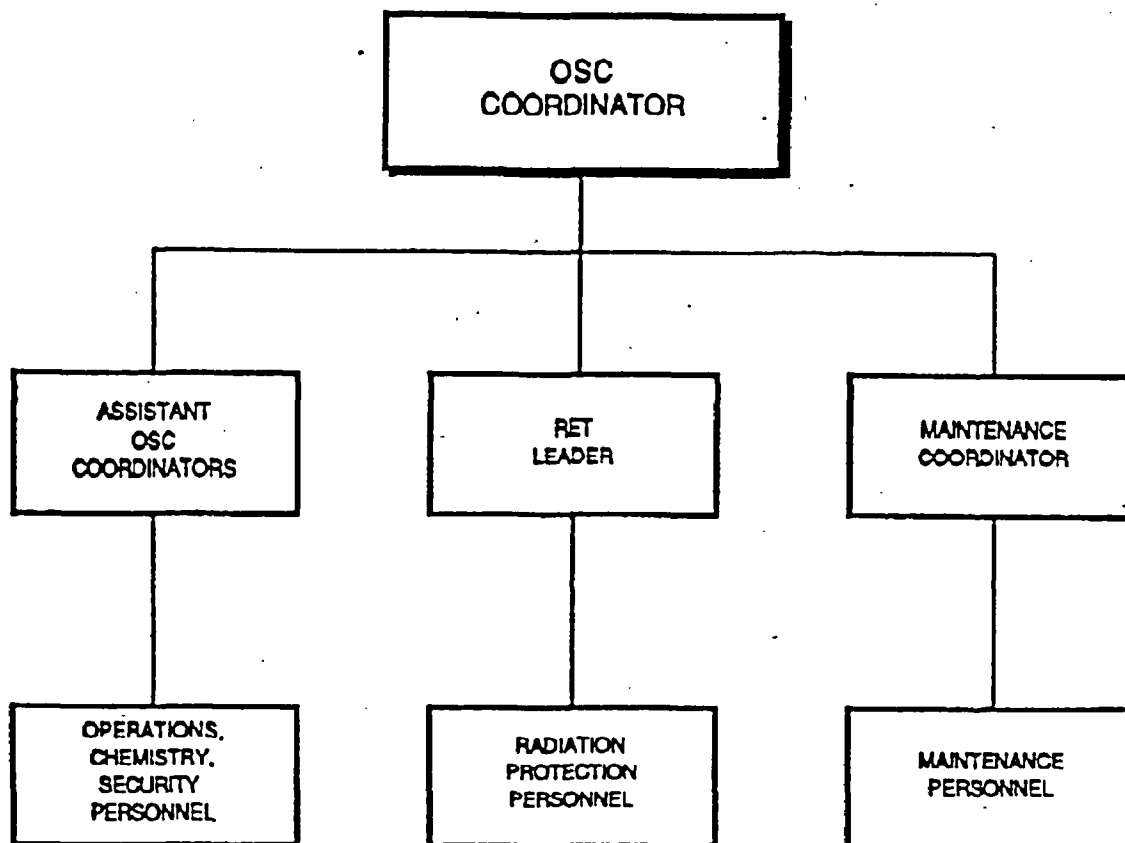 OSC
COORDINATOR
ASSISTANT
OSC
COORDINATORS
RET
LEADER
MAINTENANCE
COORDINATOR
OPERATIONS,
CHEMISTRY,
SECURITY
PERSONNEL
RADIATION
PROTECTION
PERSONNEL
MAINTENANCE
PERSONNEL